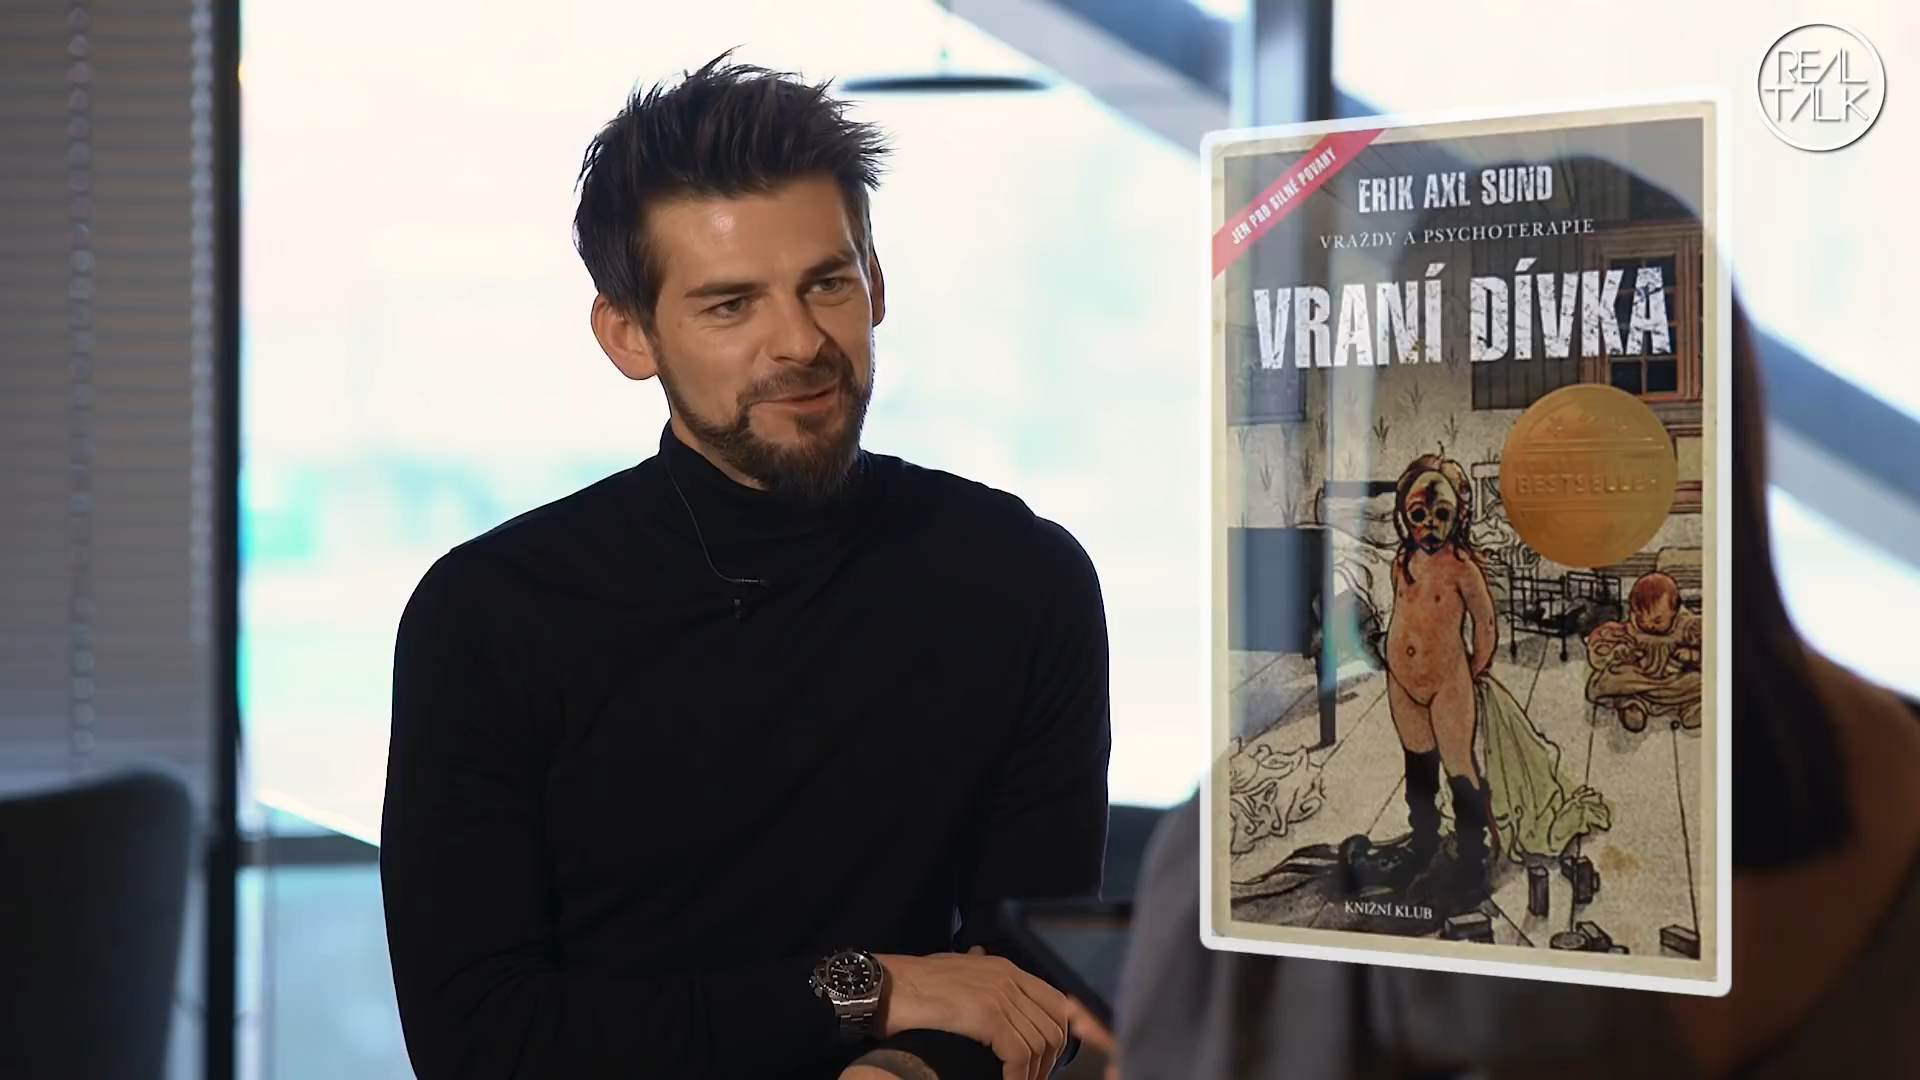 REAL
TALK
JEN PRO SILNÉ POVAHY
ERIK AXL SUND
VRAŽDY A PSYCHOTERAPIE
VRANÍ DÍVKA
BESTSELLER
KNIŽNÍ KLUB